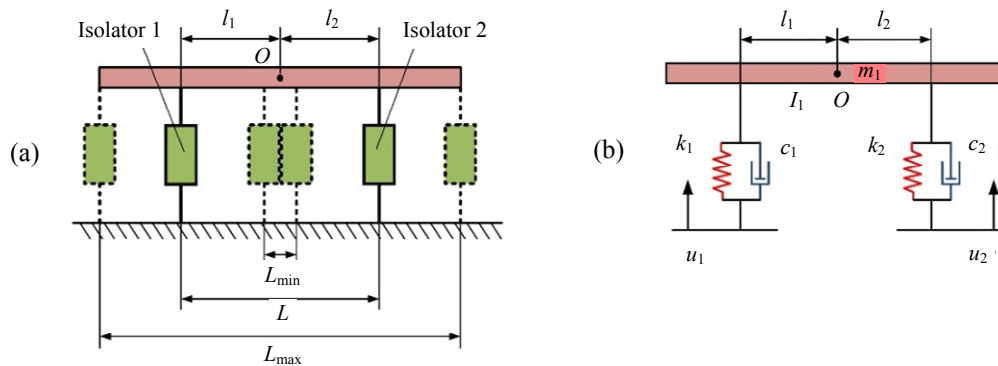 l₁ l₂
Isolator 1 Isolator 2
O
(a)
Lmin
L
Lmax
l₁ l₂
m₁
I₁ O
(b)
k₁ c₁ k₂ c₂
u₁ u₂